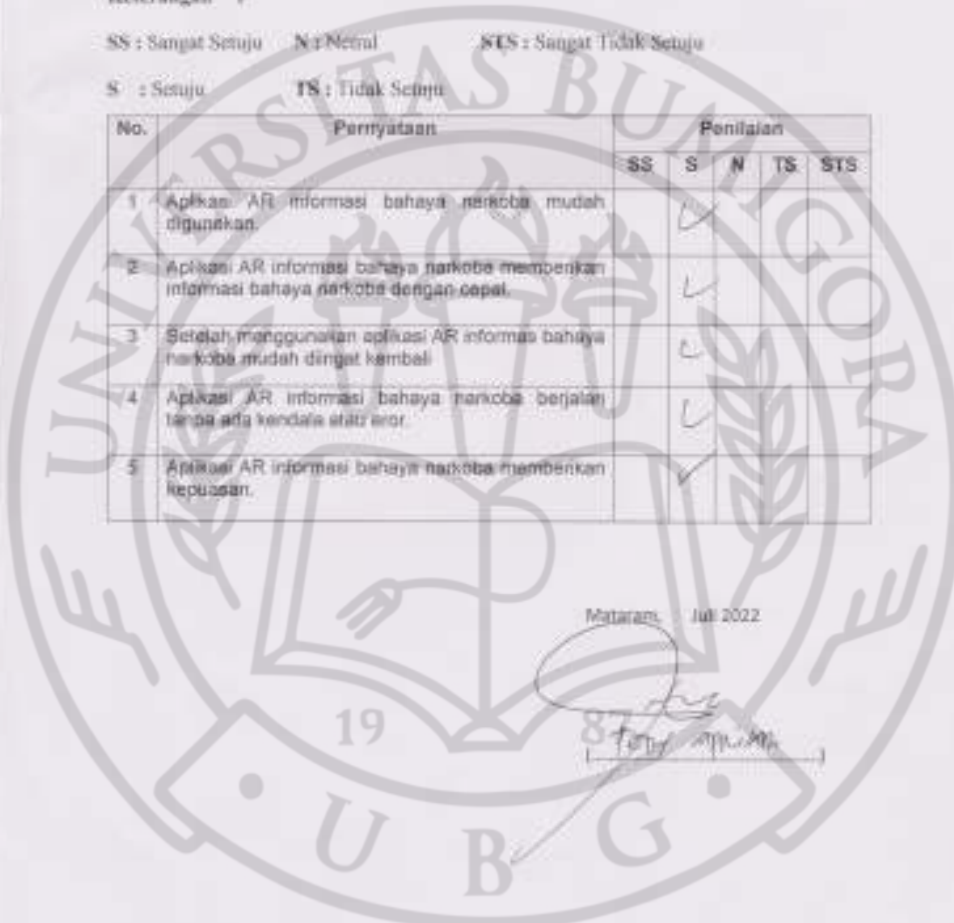 Keterangan :
SS : Sangat Setuju N : Netral STS : Sangat Tidak Setuju
S : Setuju TS : Tidak Setuju
No. Pernyataan Penilaian
SS S N TS STS
1 Aplikasi AR informasi bahaya narkoba mudah
digunakan.
2 Aplikasi AR informasi bahaya narkoba memberikan
informasi bahaya narkoba dengan cepat.
3 Setelah menggunakan aplikasi AR informasi bahaya
narkoba mudah diingat kembali
4 Aplikasi AR informasi bahaya narkoba berjalan
tanpa ada kendala atau eror.
5 Aplikasi AR informasi bahaya narkoba memberikan
kepuasan.
Mataram, Juli 2022
UNIVERSITAS BUMIGORA
19 87
U B G